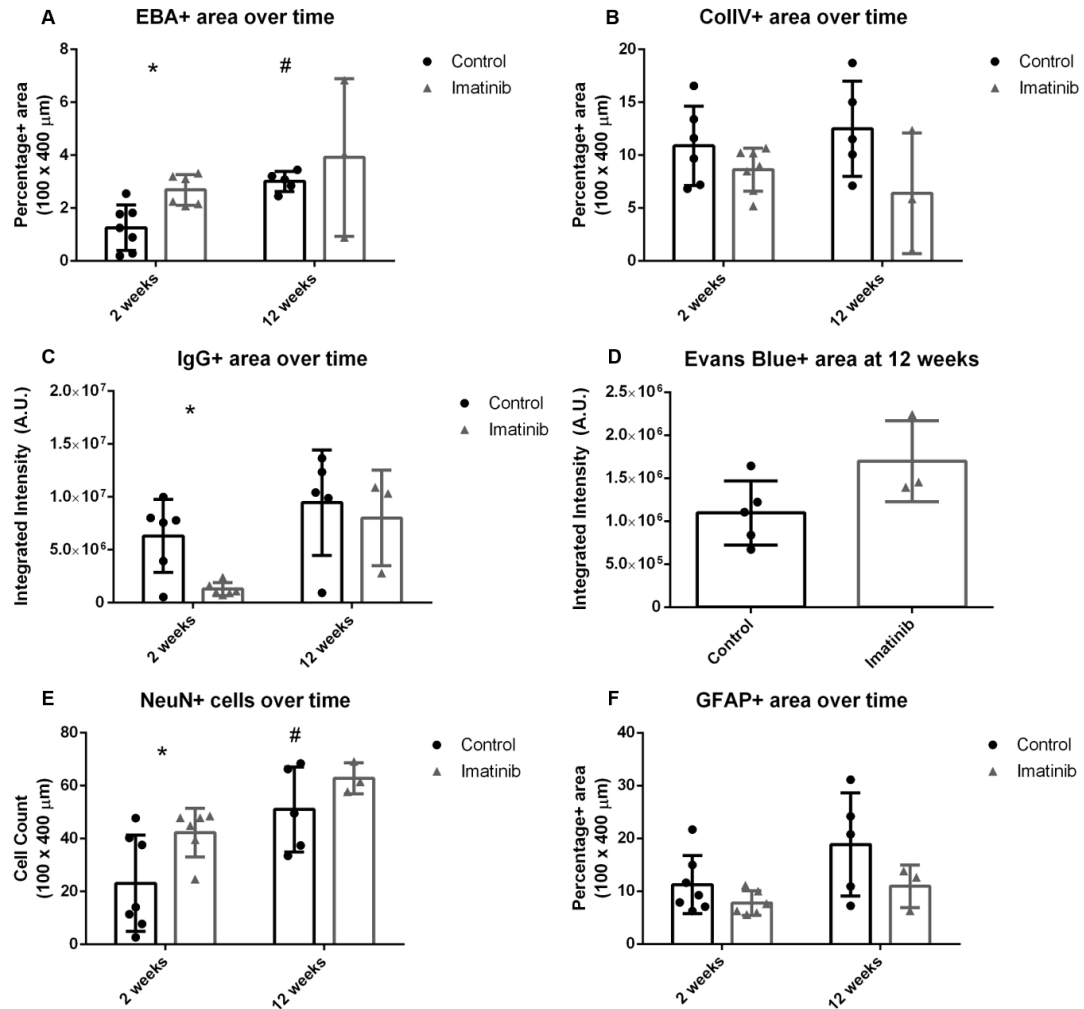 A
EBA+ area over time
Percentage+ area
(100 x 400 μm)
8
6
4
2
0
*
#
2 weeks
12 weeks
Control
Imatinib
B
CollIV+ area over time
Percentage+ area
(100 x 400 μm)
20
15
10
5
0
2 weeks
12 weeks
Control
Imatinib
C
IgG+ area over time
Integrated Intensity (A.U.)
2.0×10⁷
1.5×10⁷
1.0×10⁷
5.0×10⁶
0
*
2 weeks
12 weeks
Control
Imatinib
D
Evans Blue+ area at 12 weeks
Integrated Intensity (A.U.)
2.5×10⁶
2.0×10⁶
1.5×10⁶
1.0×10⁶
5.0×10⁵
0
Control
Imatinib
E
NeuN+ cells over time
Cell Count
(100 x 400 μm)
80
60
40
20
0
*
#
2 weeks
12 weeks
Control
Imatinib
F
GFAP+ area over time
Percentage+ area
(100 x 400 μm)
40
30
20
10
0
2 weeks
12 weeks
Control
Imatinib